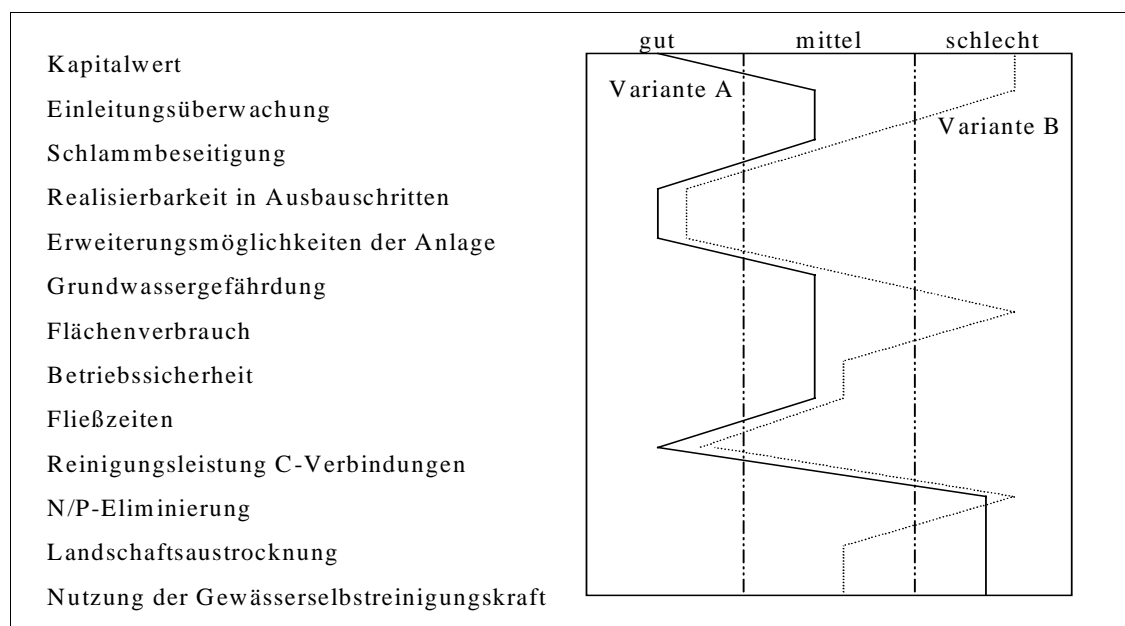 gut mittel schlecht
Kapitalwert
Variante A
Einleitungsüberwachung
Variante B
Schlammbeseitigung
Realisierbarkeit in Ausbauschritten
Erweiterungsmöglichkeiten der Anlage
Grundwassergefährdung
Flächenverbrauch
Betriebssicherheit
Fließzeiten
Reinigungsleistung C-Verbindungen
N/P-Eliminierung
Landschaftsaustrocknung
Nutzung der Gewässerselbstreinigungskraft